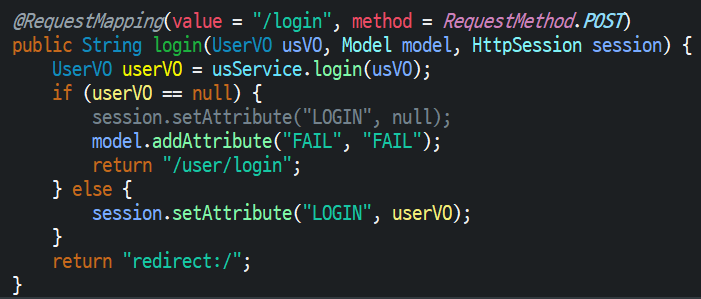 @RequestMapping(value = "/login", method = RequestMethod.POST)
public String login(UserVO usVO, Model model, HttpSession session) {
    UserVO userVO = usService.login(usVO);
    if (userVO == null) {
        session.setAttribute("LOGIN", null);
        model.addAttribute("FAIL", "FAIL");
        return "/user/login";
    } else {
        session.setAttribute("LOGIN", userVO);
    }
    return "redirect:/";
}